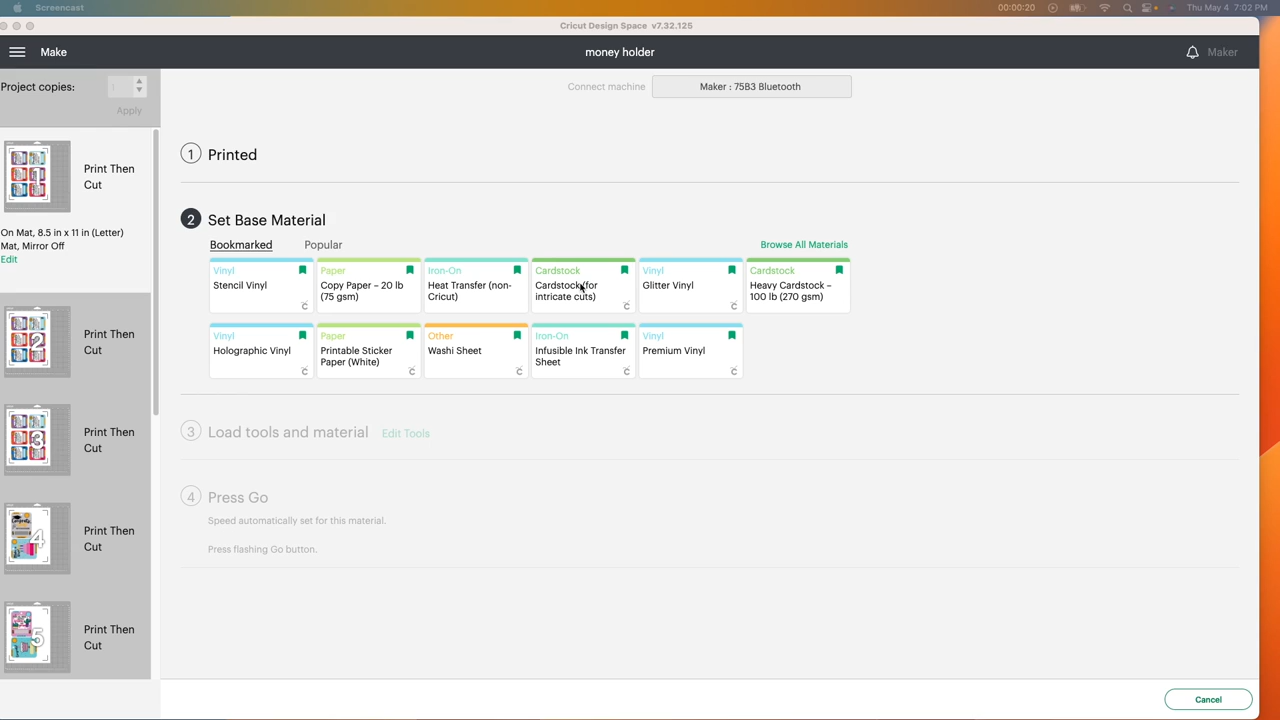 Screencast
00:00:20
Thu May 4 7:02 PM
Cricut Design Space v7.32.125
Make
money holder
Maker
Project copies:
Apply
Connect machine
Maker : 75B3 Bluetooth
1
Print Then
Cut
On Mat, 8.5 in x 11 in (Letter)
Mat, Mirror Off
Edit
2
Print Then
Cut
3
Print Then
Cut
4
Print Then
Cut
5
Print Then
Cut
1 Printed
2 Set Base Material
Bookmarked
Popular
Browse All Materials
Vinyl
Stencil Vinyl
Paper
Copy Paper – 20 lb
(75 gsm)
Iron-On
Heat Transfer (non-
Cricut)
Cardstock
Cardstock (for
intricate cuts)
Vinyl
Glitter Vinyl
Cardstock
Heavy Cardstock –
100 lb (270 gsm)
Vinyl
Holographic Vinyl
Paper
Printable Sticker
Paper (White)
Other
Washi Sheet
Iron-On
Infusible Ink Transfer
Sheet
Vinyl
Premium Vinyl
3 Load tools and material
Edit Tools
4 Press Go
Speed automatically set for this material.
Press flashing Go button.
Cancel